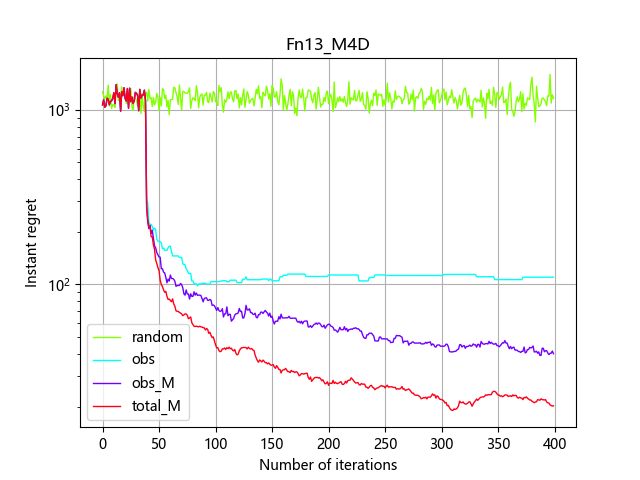 Fn13_M4D
Instant regret
10³
10²
random
obs
obs_M
total_M
0 50 100 150 200 250 300 350 400
Number of iterations